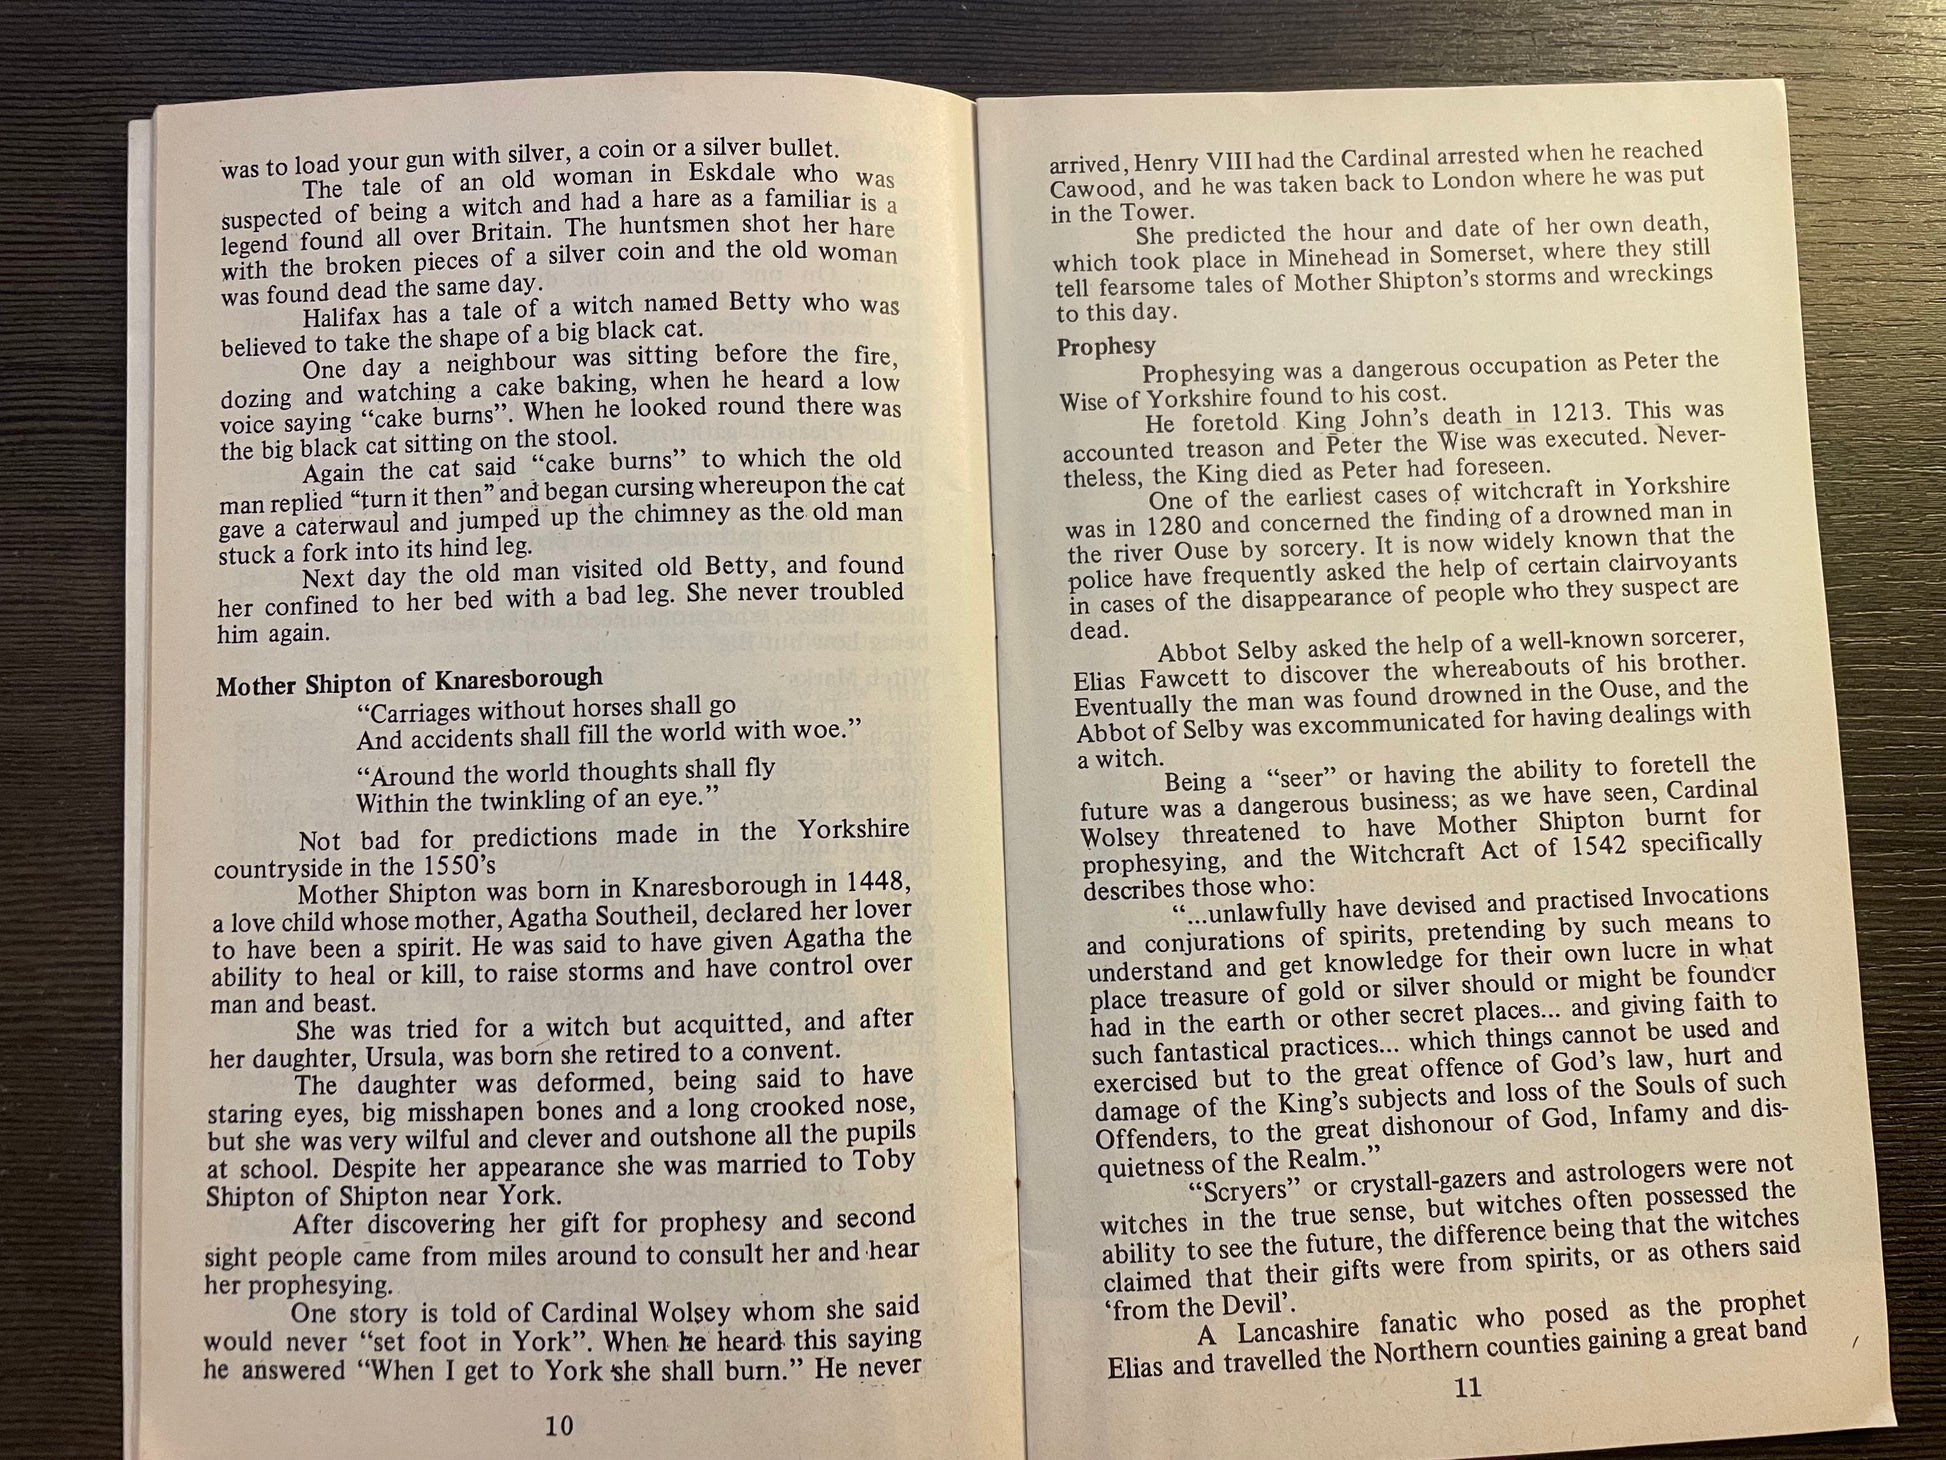 was to load your gun with silver, a coin or a silver bullet.
The tale of an old woman in Eskdale who was
suspected of being a witch and had a hare as a familiar is a
legend found all over Britain. The huntsmen shot her hare
with the broken pieces of a silver coin and the old woman
was found dead the same day.
Halifax has a tale of a witch named Betty who was
believed to take the shape of a big black cat.
One day a neighbour was sitting before the fire,
dozing and watching a cake baking, when he heard a low
voice saying “cake burns”. When he looked round there was
the big black cat sitting on the stool.
Again the cat said “cake burns” to which the old
man replied “turn it then” and began cursing whereupon the cat
gave a caterwaul and jumped up the chimney as the old man
stuck a fork into its hind leg.
Next day the old man visited old Betty, and found
her confined to her bed with a bad leg. She never troubled
him again.
Mother Shipton of Knaresborough
“Carriages without horses shall go
And accidents shall fill the world with woe.”
“Around the world thoughts shall fly
Within the twinkling of an eye.”
Not bad for predictions made in the Yorkshire
countryside in the 1550’s
Mother Shipton was born in Knaresborough in 1448,
a love child whose mother, Agatha Southeil, declared her lover
to have been a spirit. He was said to have given Agatha the
ability to heal or kill, to raise storms and have control over
man and beast.
She was tried for a witch but acquitted, and after
her daughter, Ursula, was born she retired to a convent.
The daughter was deformed, being said to have
staring eyes, big misshapen bones and a long crooked nose,
but she was very wilful and clever and outshone all the pupils
at school. Despite her appearance she was married to Toby
Shipton of Shipton near York.
After discovering her gift for prophesy and second
sight people came from miles around to consult her and hear
her prophesying.
One story is told of Cardinal Wolsey whom she said
would never “set foot in York”. When he heard this saying
he answered “When I get to York she shall burn.” He never
10
arrived, Henry VIII had the Cardinal arrested when he reached
Cawood, and he was taken back to London where he was put
in the Tower.
She predicted the hour and date of her own death,
which took place in Minehead in Somerset, where they still
tell fearsome tales of Mother Shipton’s storms and wreckings
to this day.
Prophesy
Prophesying was a dangerous occupation as Peter the
Wise of Yorkshire found to his cost.
He foretold King John’s death in 1213. This was
accounted treason and Peter the Wise was executed. Never-
theless, the King died as Peter had foreseen.
One of the earliest cases of witchcraft in Yorkshire
was in 1280 and concerned the finding of a drowned man in
the river Ouse by sorcery. It is now widely known that the
police have frequently asked the help of certain clairvoyants
in cases of the disappearance of people who they suspect are
dead.
Abbot Selby asked the help of a well-known sorcerer,
Elias Fawcett to discover the whereabouts of his brother.
Eventually the man was found drowned in the Ouse, and the
Abbot of Selby was excommunicated for having dealings with
a witch.
Being a “seer” or having the ability to foretell the
future was a dangerous business; as we have seen, Cardinal
Wolsey threatened to have Mother Shipton burnt for
prophesying, and the Witchcraft Act of 1542 specifically
describes those who:
“...unlawfully have devised and practised Invocations
and conjurations of spirits, pretending by such means to
understand and get knowledge for their own lucre in what
place treasure of gold or silver should or might be founder
had in the earth or other secret places... and giving faith to
such fantastical practices... which things cannot be used and
exercised but to the great offence of God’s law, hurt and
damage of the King’s subjects and loss of the Souls of such
Offenders, to the great dishonour of God, Infamy and dis-
quietness of the Realm.”
“Scryers” or crystall-gazers and astrologers were not
witches in the true sense, but witches often possessed the
ability to see the future, the difference being that the witches
claimed that their gifts were from spirits, or as others said
‘from the Devil’.
A Lancashire fanatic who posed as the prophet
Elias and travelled the Northern counties gaining a great band
11